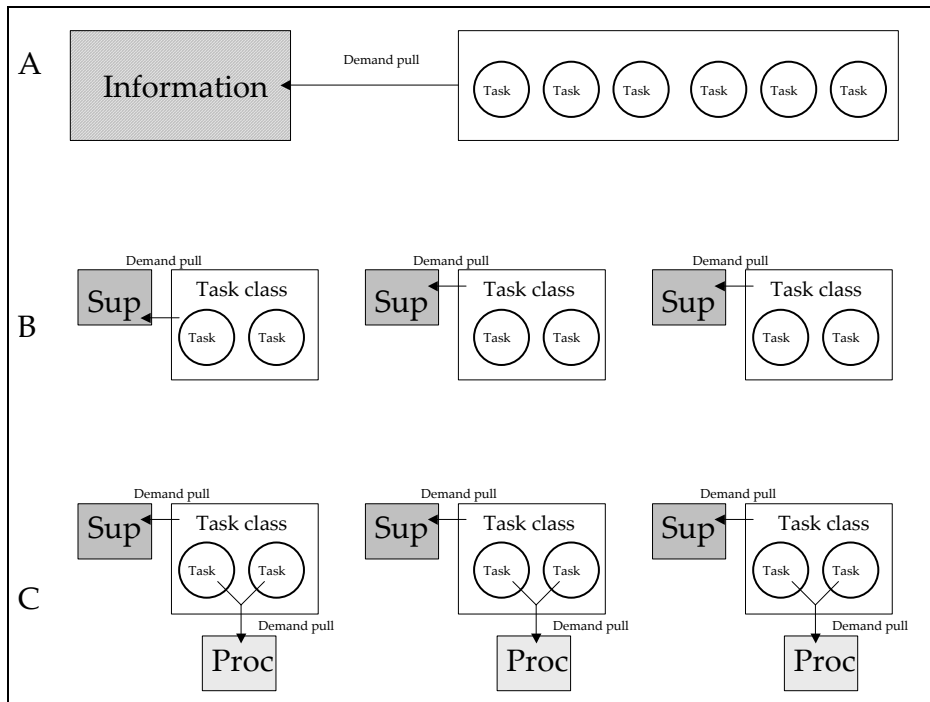 A
Information
Demand pull
Task Task Task Task Task Task
B
Demand pull Demand pull Demand pull
Sup Task class Sup Task class Sup Task class
Task Task Task Task Task Task
C
Demand pull Demand pull Demand pull
Sup Task class Sup Task class Sup Task class
Task Task Task Task Task Task
Demand pull Demand pull Demand pull
Proc Proc Proc